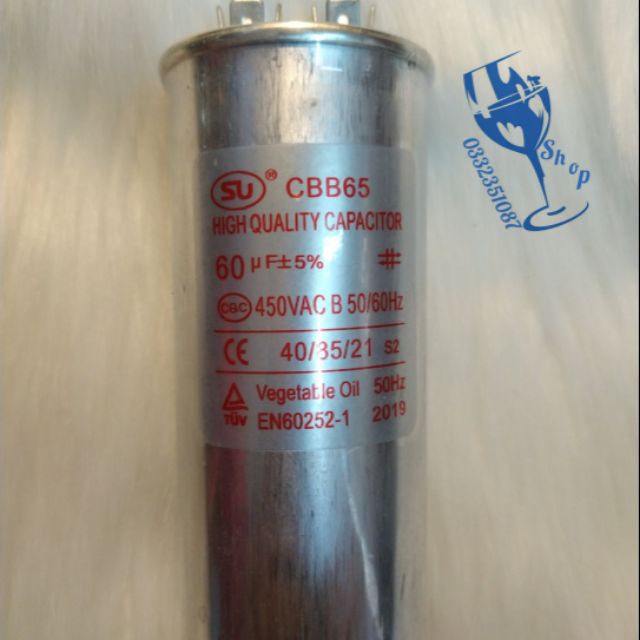 SU ® CBB65
HIGH QUALITY CAPACITOR
60 μF±5%
CQC 450VAC B 50/60Hz
CE 40/85/21 S2
Vegetable Oil 50Hz
TÜV EN60252-1 2019
Shop
0332351087